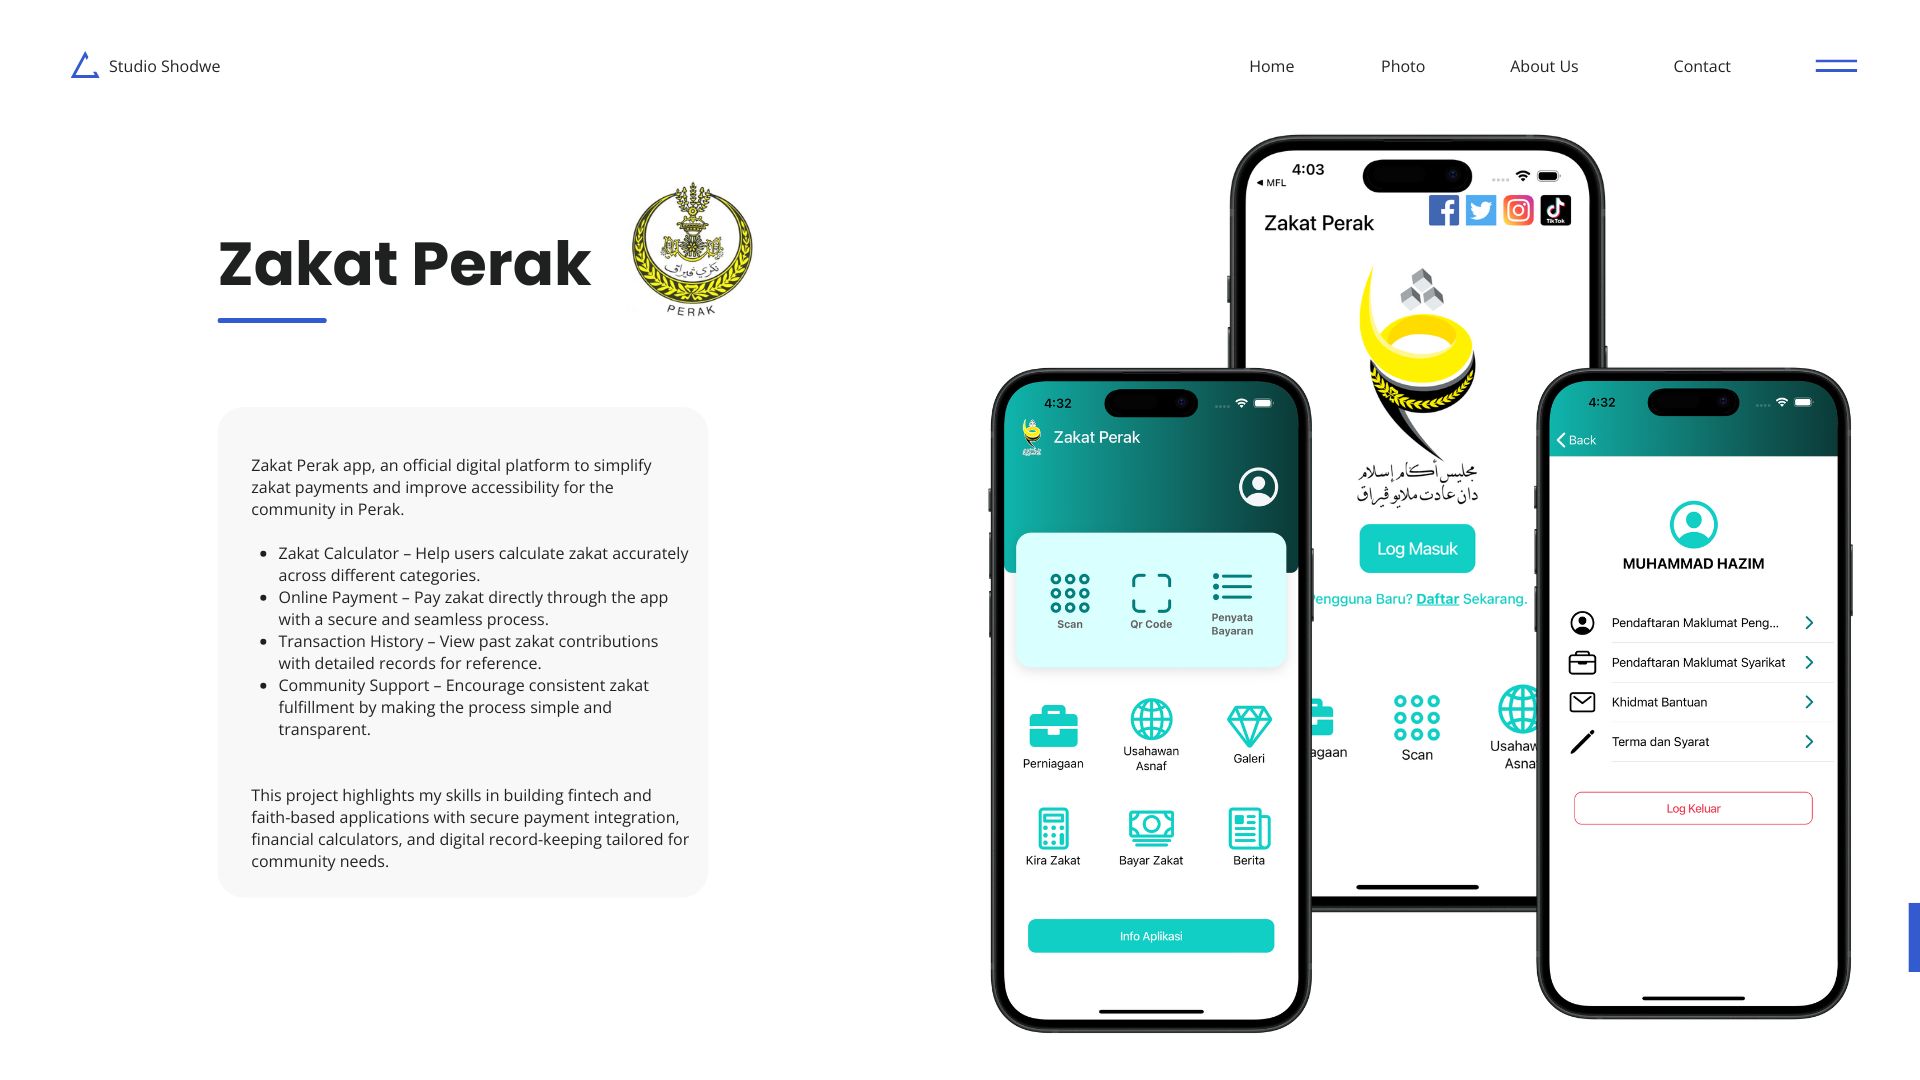 Studio Shodwe
Home
Photo
About Us
Contact
Zakat Perak
نكري ڤيراق
PERAK
Zakat Perak app, an official digital platform to simplify
zakat payments and improve accessibility for the
community in Perak.
Zakat Calculator – Help users calculate zakat accurately
across different categories.
Online Payment – Pay zakat directly through the app
with a secure and seamless process.
Transaction History – View past zakat contributions
with detailed records for reference.
Community Support – Encourage consistent zakat
fulfillment by making the process simple and
transparent.
This project highlights my skills in building fintech and
faith-based applications with secure payment integration,
financial calculators, and digital record-keeping tailored for
community needs.
4:03
MFL
Zakat Perak
TikTok
مجليس اݢام إسلام
دان عادت ملايو ڤيراق
Log Masuk
engguna Baru? Daftar Sekarang.
agaan
Scan
Usahaw
Asna
4:32
Zakat Perak
Scan
Qr Code
Penyata
Bayaran
Perniagaan
Usahawan
Asnaf
Galeri
Kira Zakat
Bayar Zakat
Berita
Info Aplikasi
4:32
Back
MUHAMMAD HAZIM
Pendaftaran Maklumat Peng...
Pendaftaran Maklumat Syarikat
Khidmat Bantuan
Terma dan Syarat
Log Keluar